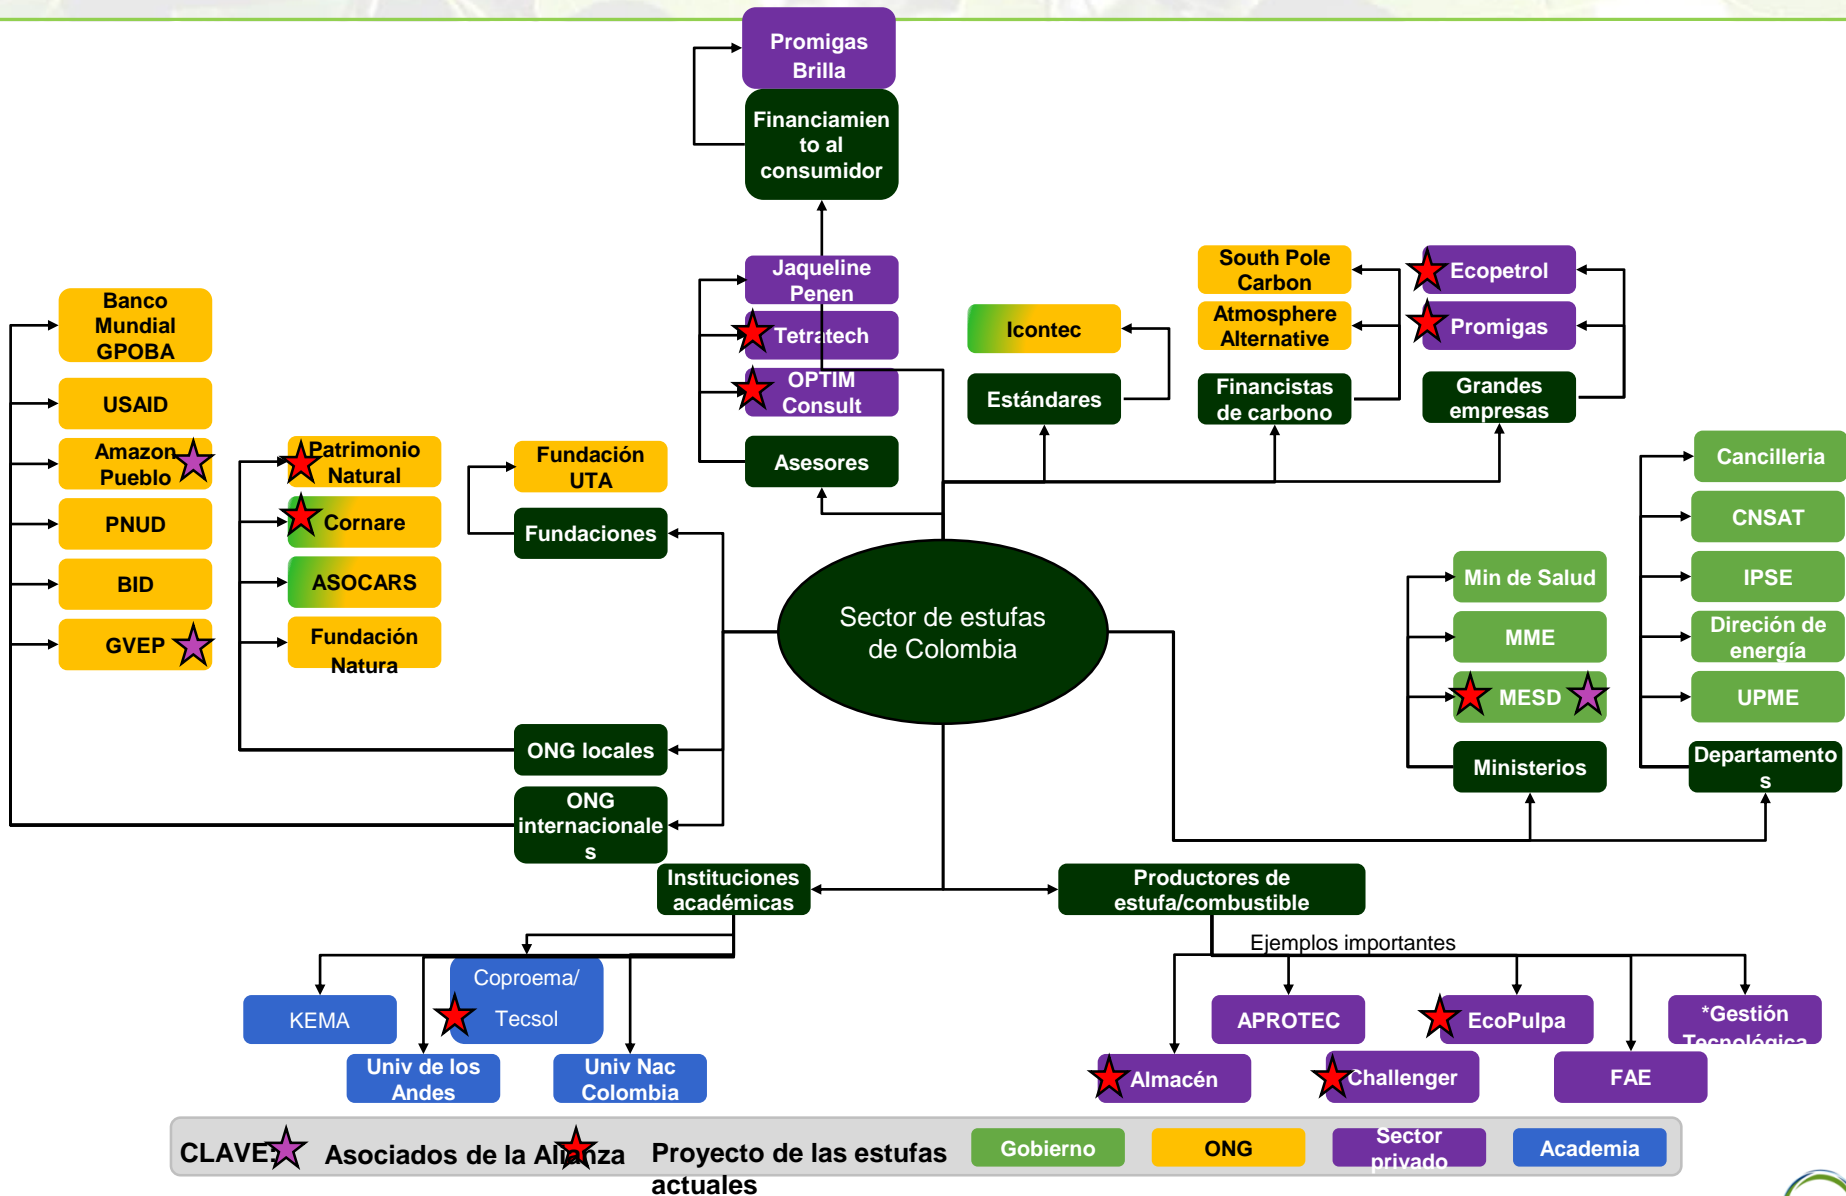 Promigas
Brilla
Financiamien
to al
consumidor
Jaqueline
Penen
Tetratech
OPTIM
Consult
Asesores
Icontec
Estándares
South Pole
Carbon
Atmosphere
Alternative
Financistas
de carbono
Ecopetrol
Promigas
Grandes
empresas
Banco
Mundial
GPOBA
USAID
Amazon
Pueblo
PNUD
BID
GVEP
Patrimonio
Natural
Cornare
ASOCARS
Fundación
Natura
Fundación
UTA
Fundaciones
ONG locales
ONG
internacionale
s
Sector de estufas
de Colombia
Min de Salud
MME
MESD
Ministerios
Cancilleria
CNSAT
IPSE
Direción de
energía
UPME
Departamento
s
Instituciones
académicas
Productores de
estufa/combustible
Ejemplos importantes
KEMA
Coproema/
Tecsol
Univ de los
Andes
Univ Nac
Colombia
APROTEC
EcoPulpa
*Gestión
Tecnológica
Almacén
Challenger
FAE
CLAVE:
Asociados de la Alianza
Proyecto de las estufas
actuales
Gobierno
ONG
Sector
privado
Academia